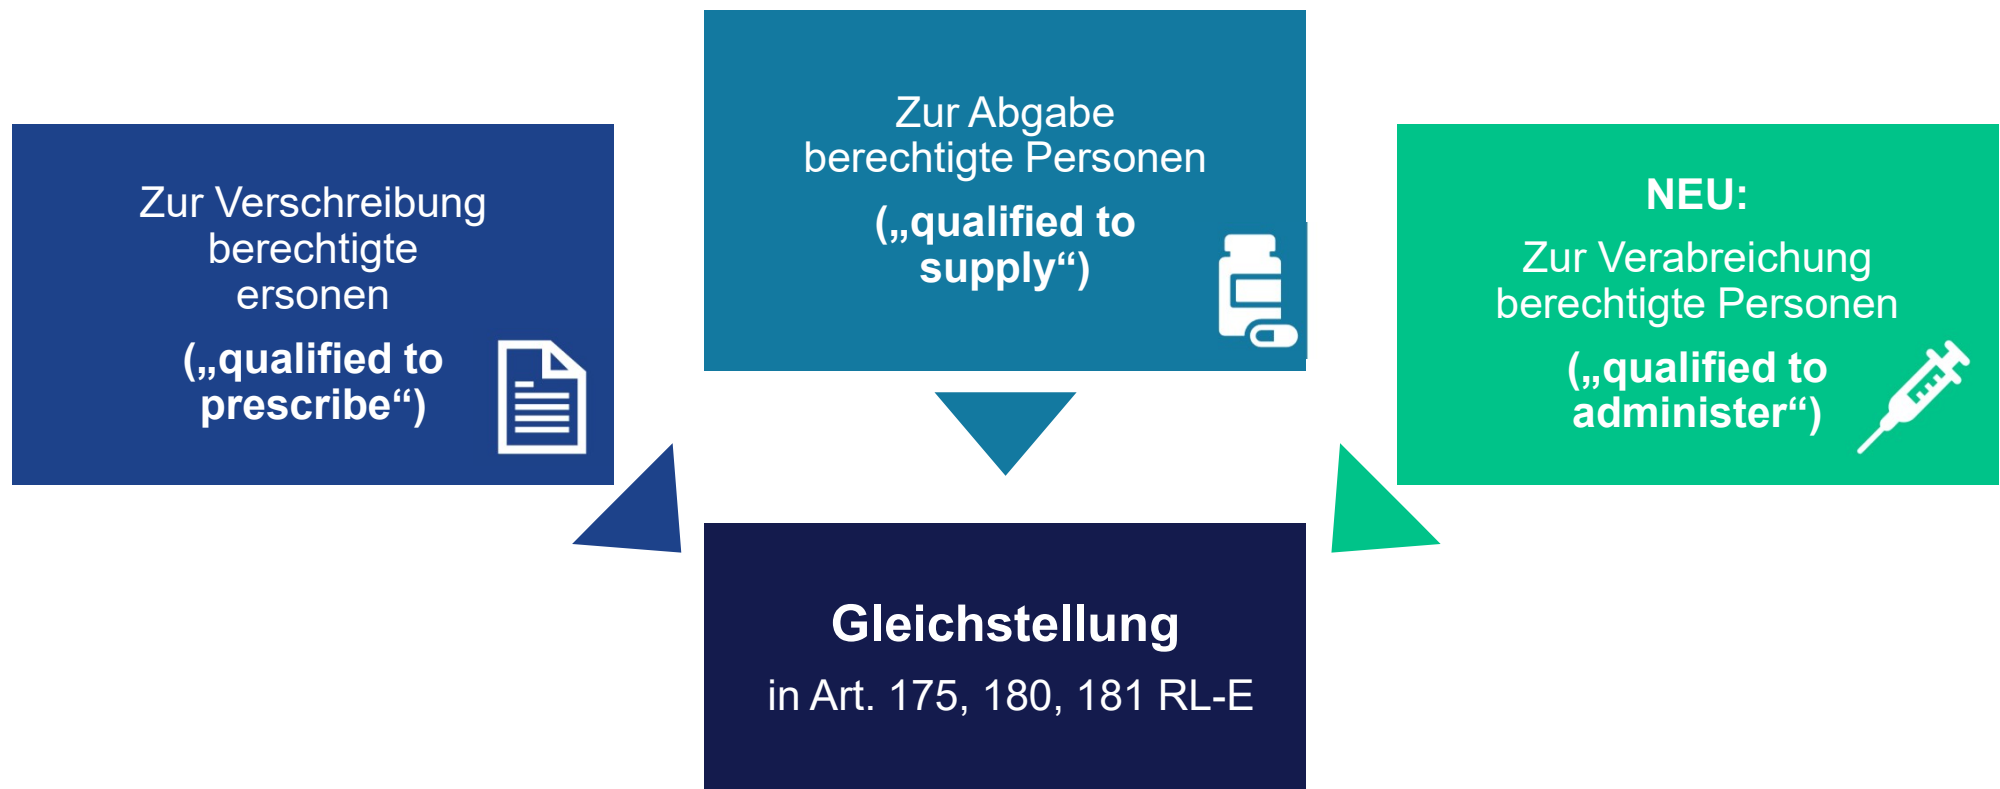 Zur Verschreibung
berechtigte
ersonen
(„qualified to
prescribe“)
Zur Abgabe
berechtigte Personen
(„qualified to
supply“)
NEU:
Zur Verabreichung
berechtigte Personen
(„qualified to
administer“)
Gleichstellung
in Art. 175, 180, 181 RL-E